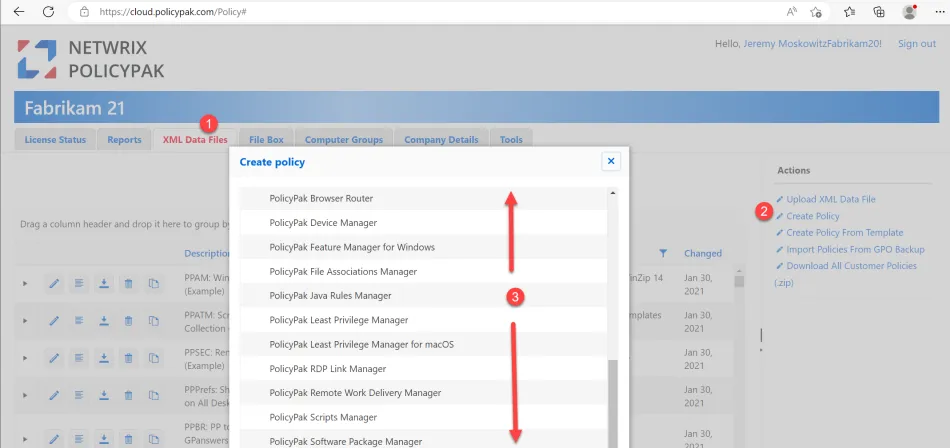 https://cloud.policypak.com/Policy#
NETWRIX
POLICYPAK
Hello, Jeremy MoskowitzFabrikam20! Sign out
Fabrikam 21
1
License Status Reports XML Data Files File Box Computer Groups Company Details Tools
Create policy
Actions
PolicyPak Browser Router
Upload XML Data File
2
Create Policy
Drag a column header and drop it here to group by
PolicyPak Device Manager
Create Policy From Template
PolicyPak Feature Manager for Windows
Import Policies From GPO Backup
Description
Changed
Download All Customer Policies
(.zip)
PolicyPak File Associations Manager
PPAM: Win
(Example)
WinZip 14
Jan 30,
2021
PolicyPak Java Rules Manager
3
PolicyPak Least Privilege Manager
PPATM: Scr
Collection
mplates
Jan 30,
2021
PolicyPak Least Privilege Manager for macOS
PPSEC: Ren
(Example)
Jan 30,
2021
PolicyPak RDP Link Manager
PolicyPak Remote Work Delivery Manager
PPPrefs: Sh
on All Desk
Jan 30,
2021
PolicyPak Scripts Manager
PolicyPak Software Package Manager
PPBR: PP to
GPanswers
Jan 30,
2021